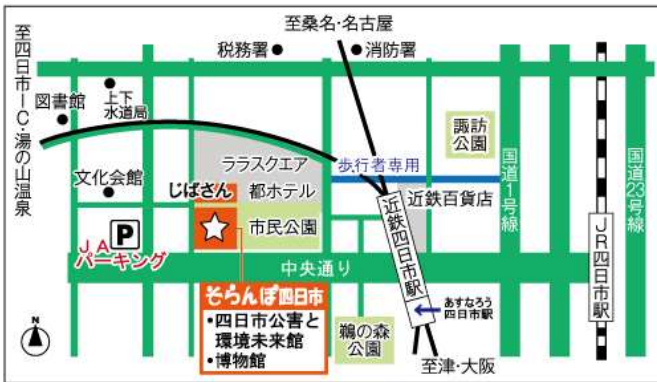 至桑名・名古屋
税務署
消防署
至四日市IC・湯の山温泉
図書館
上下
水道局
諏訪
公園
ララスクエア
歩行者専用
国道1号線
国道23号線
文化会館
じばさん
都ホテル
近鉄百貨店
P
JA
パーキング
市民公園
近鉄四日市駅
JR四日市駅
中央通り
そらんぽ四日市
・四日市公害と
環境未来館
・博物館
あすなろう
四日市駅
鵜の森
公園
N
至津・大阪